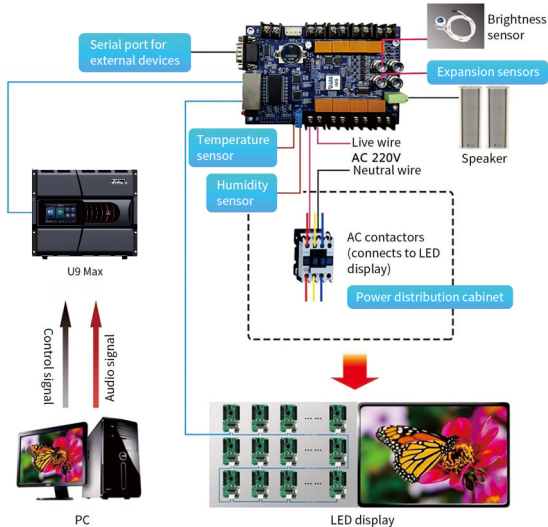 Brightness
sensor
Serial port for
external devices
Expansion sensors
Temperature
sensor
Live wire
AC 220V
Neutral wire
Speaker
Humidity
sensor
AC contactors
(connects to LED
display)
Power distribution cabinet
U9 Max
Control signal
Audio signal
... ...
... ...
... ...
PC
LED display